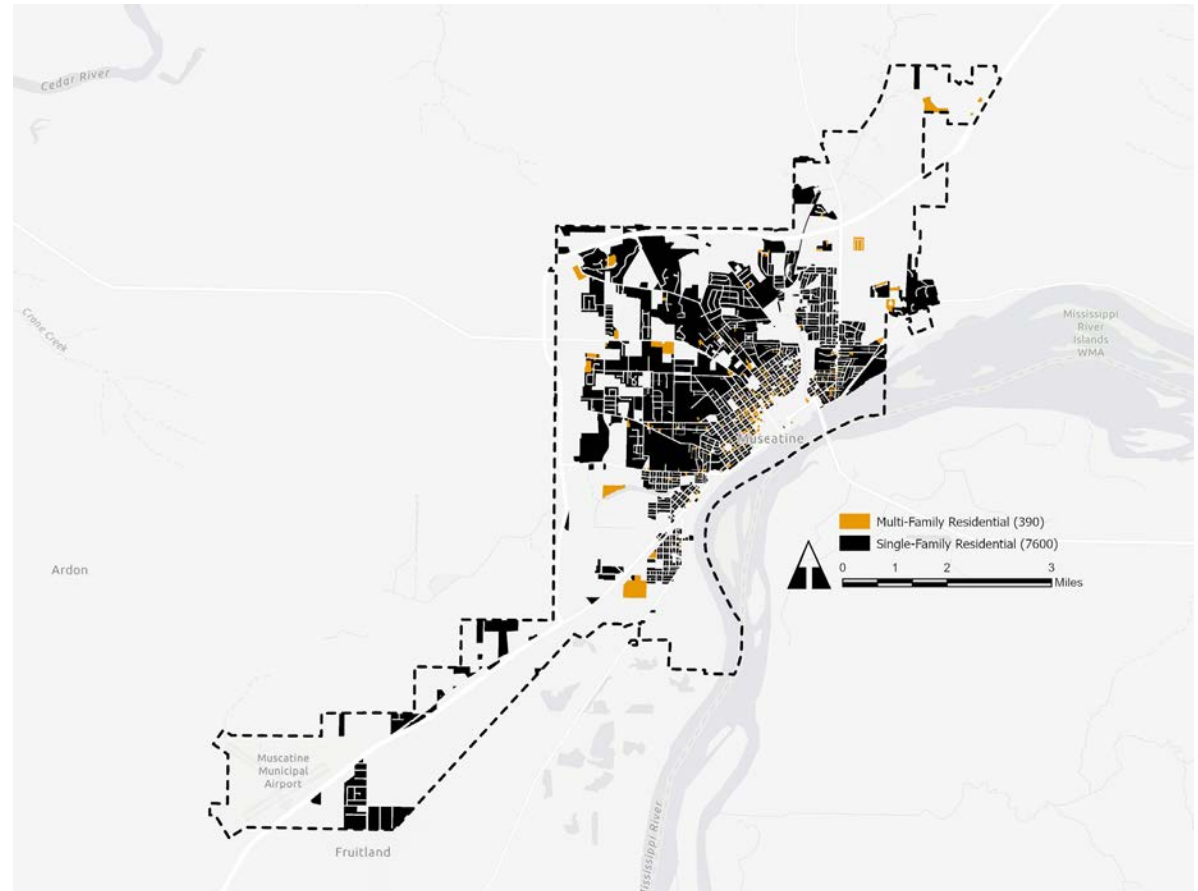 Cedar River
Crane Creek
Mississippi
River
Islands
WMA
Muscatine
Multi-Family Residential (390)
Single-Family Residential (7600)
0 1 2 3
Miles
Ardon
Muscatine
Municipal
Airport
Fruitland
Mississippi River